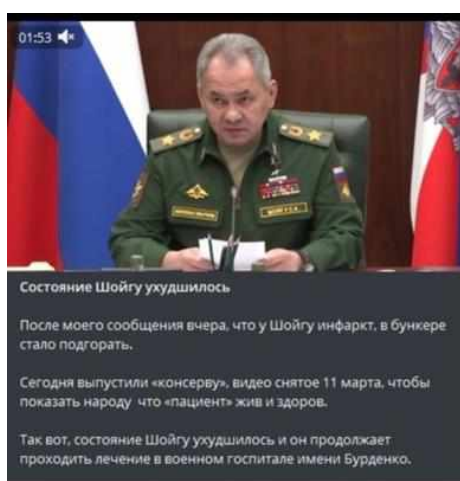 01:53
Состояние Шойгу ухудшилось
После моего сообщения вчера, что у Шойгу инфаркт, в бункере
стало подгорать.
Сегодня выпустили «консерву», видео снятое 11 марта, чтобы
показать народу что «пациент» жив и здоров.
Так вот, состояние Шойгу ухудшилось и он продолжает
проходить лечение в военном госпитале имени Бурденко.